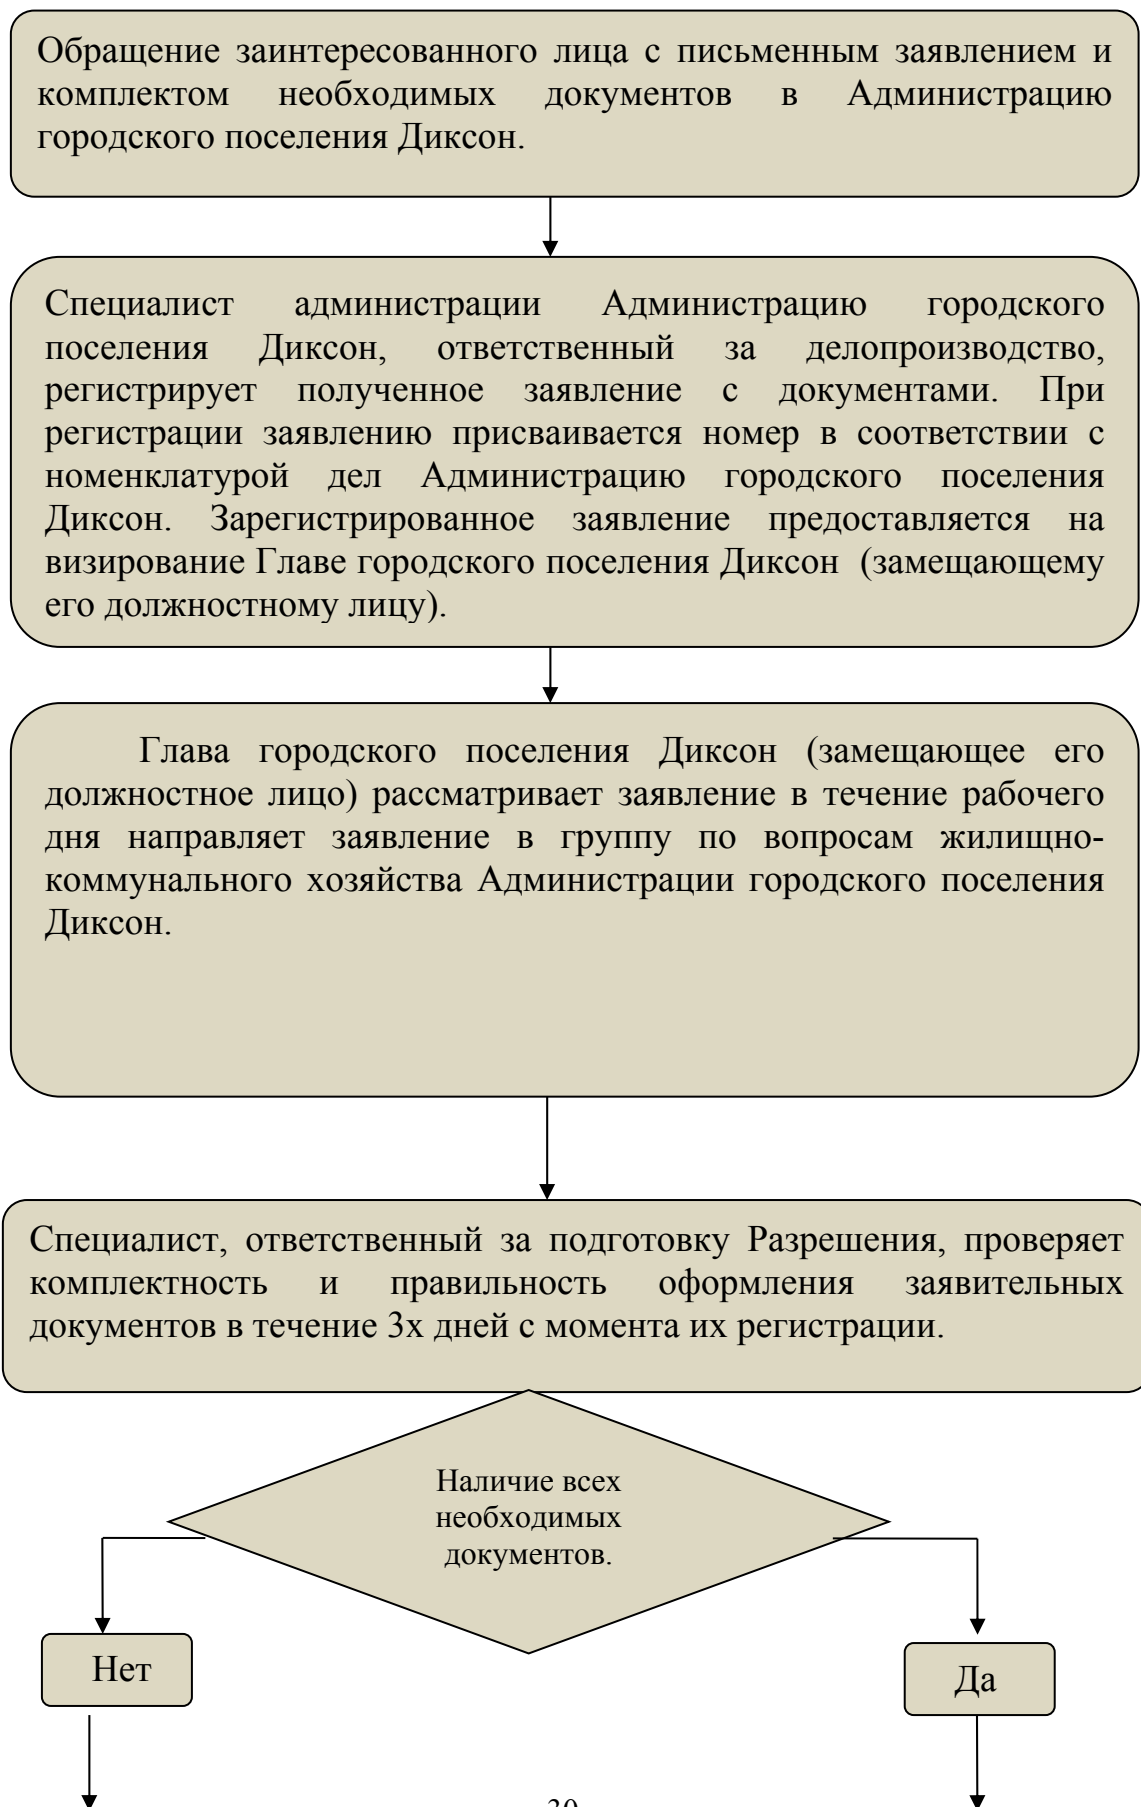 Обращение заинтересованного лица с письменным заявлением и
комплектом необходимых документов в Администрацию
городского поселения Диксон.
Специалист администрации Администрацию городского
поселения Диксон, ответственный за делопроизводство,
регистрирует полученное заявление с документами. При
регистрации заявлению присваивается номер в соответствии с
номенклатурой дел Администрацию городского поселения
Диксон. Зарегистрированное заявление предоставляется на
визирование Главе городского поселения Диксон (замещающему
его должностному лицу).
Глава городского поселения Диксон (замещающее его
должностное лицо) рассматривает заявление в течение рабочего
дня направляет заявление в группу по вопросам жилищно-
коммунального хозяйства Администрации городского поселения
Диксон.
Специалист, ответственный за подготовку Разрешения, проверяет
комплектность и правильность оформления заявительных
документов в течение 3х дней с момента их регистрации.
Наличие всех
необходимых
документов.
Нет
Да
30